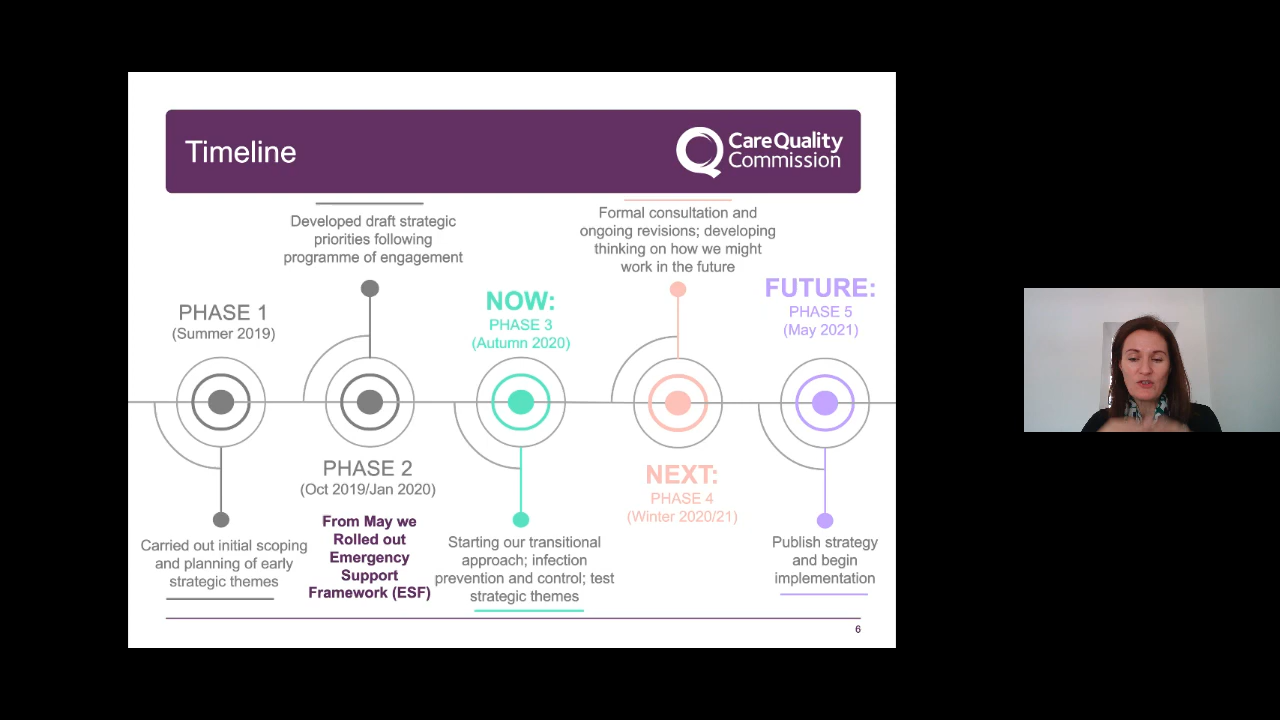 Timeline
CareQuality
Commission
Developed draft strategic
priorities following
programme of engagement
Formal consultation and
ongoing revisions; developing
thinking on how we might
work in the future
PHASE 1
(Summer 2019)
NOW:
PHASE 3
(Autumn 2020)
FUTURE:
PHASE 5
(May 2021)
PHASE 2
(Oct 2019/Jan 2020)
NEXT:
PHASE 4
(Winter 2020/21)
Carried out initial scoping
and planning of early
strategic themes
From May we
Rolled out
Emergency
Support
Framework (ESF)
Starting our transitional
approach; infection
prevention and control; test
strategic themes
Publish strategy
and begin
implementation
6